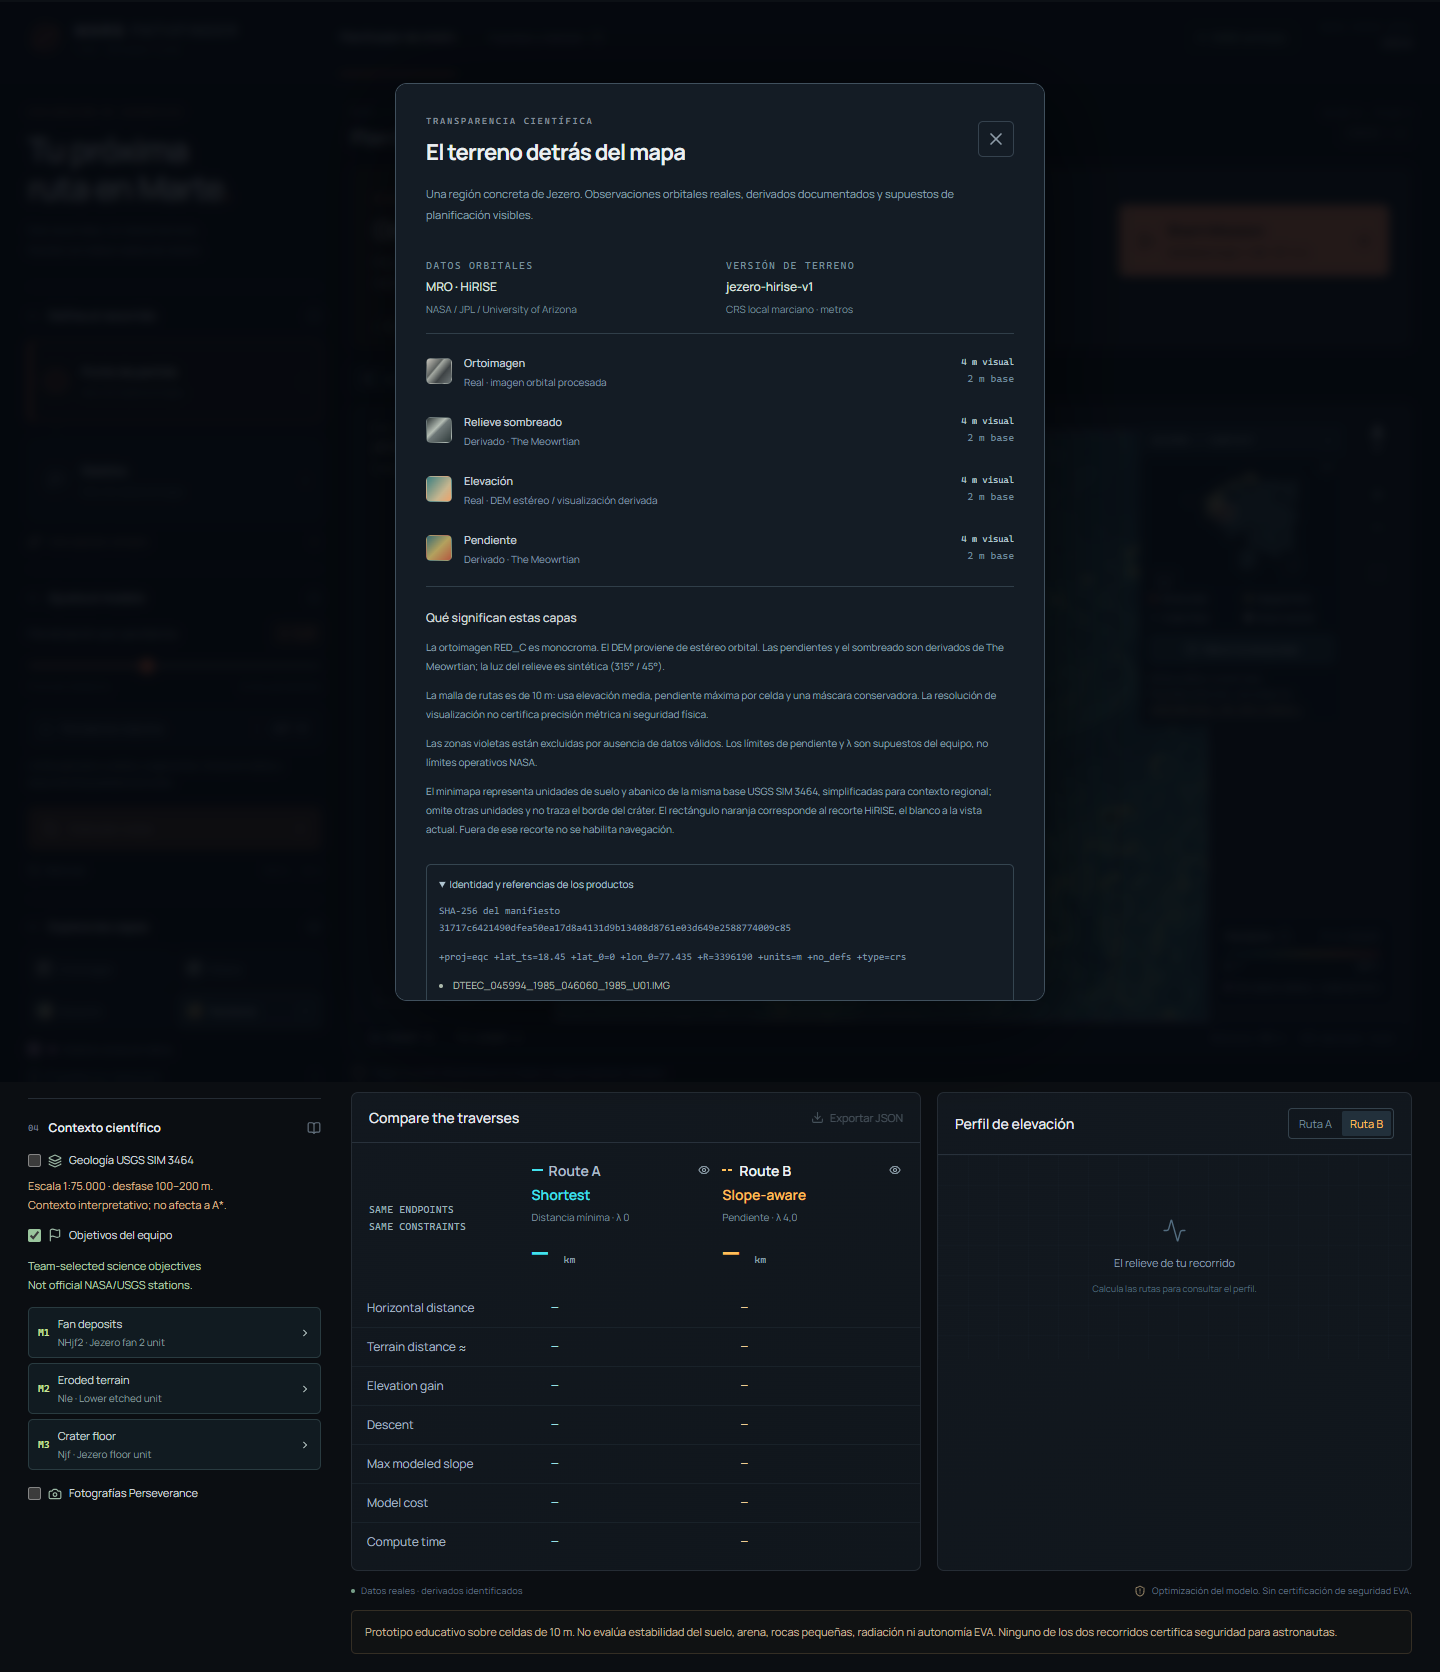 TRANSPARENCIA CIENTÍFICA
El terreno detrás del mapa
Una región concreta de Jezero. Observaciones orbitales reales, derivados documentados y supuestos de
planificación visibles.
DATOS ORBITALES
MRO · HiRISE
NASA / JPL / University of Arizona
VERSIÓN DE TERRENO
jezero-hirise-v1
CRS local marciano · metros
Ortoimagen
Real · imagen orbital procesada
4 m visual
2 m base
Relieve sombreado
Derivado · The Meowrtian
4 m visual
2 m base
Elevación
Real · DEM estéreo / visualización derivada
4 m visual
2 m base
Pendiente
Derivado · The Meowrtian
4 m visual
2 m base
Qué significan estas capas
La ortoimagen RED_C es monocroma. El DEM proviene de estéreo orbital. Las pendientes y el sombreado son derivados de The
Meowrtian; la luz del relieve es sintética (315° / 45°).
La malla de rutas es de 10 m: usa elevación media, pendiente máxima por celda y una máscara conservadora. La resolución de
visualización no certifica precisión métrica ni seguridad física.
Las zonas violetas están excluidas por ausencia de datos válidos. Los límites de pendiente y λ son supuestos del equipo, no
límites operativos NASA.
El minimapa representa unidades de suelo y abanico de la misma base USGS SIM 3464, simplificadas para contexto regional;
omite otras unidades y no traza el borde del cráter. El rectángulo naranja corresponde al recorte HiRISE, el blanco a la vista
actual. Fuera de ese recorte no se habilita navegación.
▼ Identidad y referencias de los productos
SHA-256 del manifiesto
31717c6421490dfea50ea17d8a4131d9b13408d8761e03d649e2588774009c85
+proj=eqc +lat_ts=18.45 +lat_0=0 +lon_0=77.435 +R=3396190 +units=m +no_defs +type=crs
• DTEEC_045994_1985_046060_1985_U01.IMG
04 Contexto científico
Geología USGS SIM 3464
Escala 1:75.000 · desfase 100–200 m.
Contexto interpretativo; no afecta a A*.
Objetivos del equipo
Team-selected science objectives
Not official NASA/USGS stations.
M1 Fan deposits
NHjf2 · Jezero fan 2 unit
M2 Eroded terrain
Nle · Lower etched unit
M3 Crater floor
Njf · Jezero floor unit
Fotografías Perseverance
Compare the traverses
Exportar JSON
SAME ENDPOINTS
SAME CONSTRAINTS
Route A
Shortest
Distancia mínima · λ 0
— km
Route B
Slope-aware
Pendiente · λ 4,0
— km
Horizontal distance — —
Terrain distance ≈ — —
Elevation gain — —
Descent — —
Max modeled slope — —
Model cost — —
Compute time — —
Perfil de elevación
Ruta A Ruta B
El relieve de tu recorrido
Calcula las rutas para consultar el perfil.
Datos reales · derivados identificados
Optimización del modelo. Sin certificación de seguridad EVA.
Prototipo educativo sobre celdas de 10 m. No evalúa estabilidad del suelo, arena, rocas pequeñas, radiación ni autonomía EVA. Ninguno de los dos recorridos certifica seguridad para astronautas.